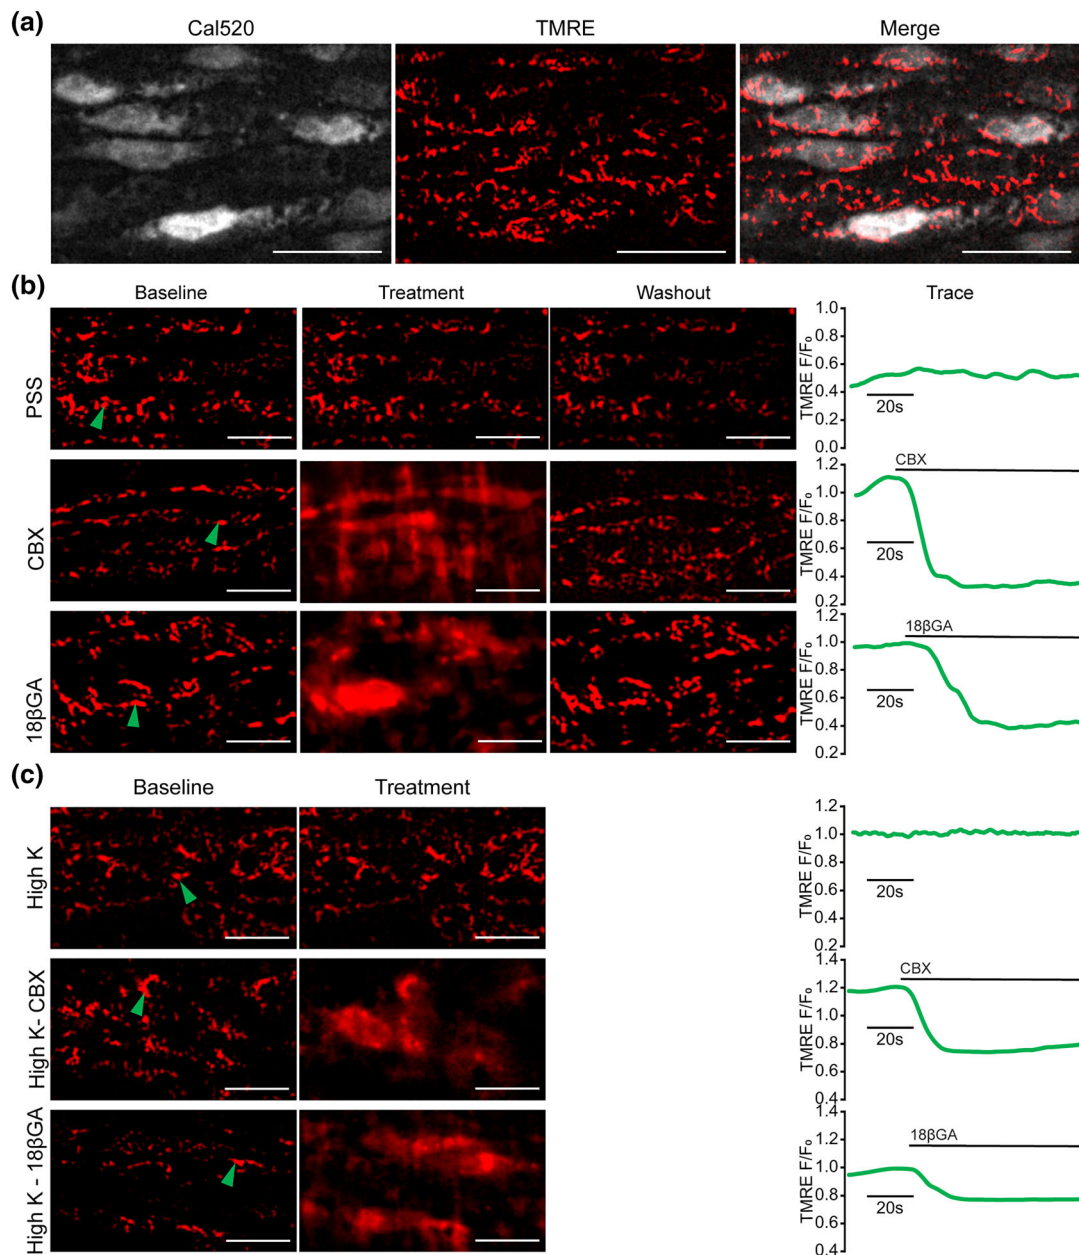 (a)
Cal520 TMRE Merge
(b)
Baseline Treatment Washout Trace
PSS
TMRE F/F₀
1.0
0.8
0.6
0.4
0.2
0.0
20s
CBX
TMRE F/F₀
1.2
1.0
0.8
0.6
0.4
0.2
CBX
20s
18βGA
TMRE F/F₀
1.2
1.0
0.8
0.6
0.4
0.2
18βGA
20s
(c)
Baseline Treatment
High K
TMRE F/F₀
1.2
1.0
0.8
0.6
0.4
0.2
20s
High K- CBX
TMRE F/F₀
1.4
1.2
1.0
0.8
0.6
0.4
CBX
20s
High K - 18βGA
TMRE F/F₀
1.4
1.2
1.0
0.8
0.6
0.4
18βGA
20s